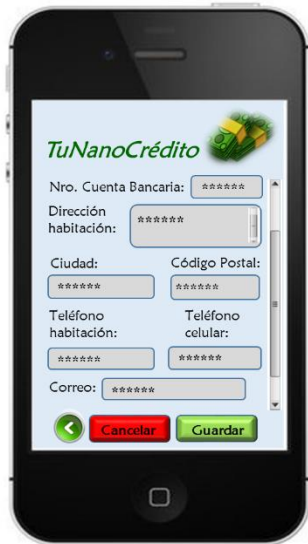 TuNanoCrédito
Nro. Cuenta Bancaria: ******
Dirección
habitación: ******
Ciudad: Código Postal:
****** ******
Teléfono Teléfono
habitación: celular:
****** ******
Correo: ******
Cancelar Guardar